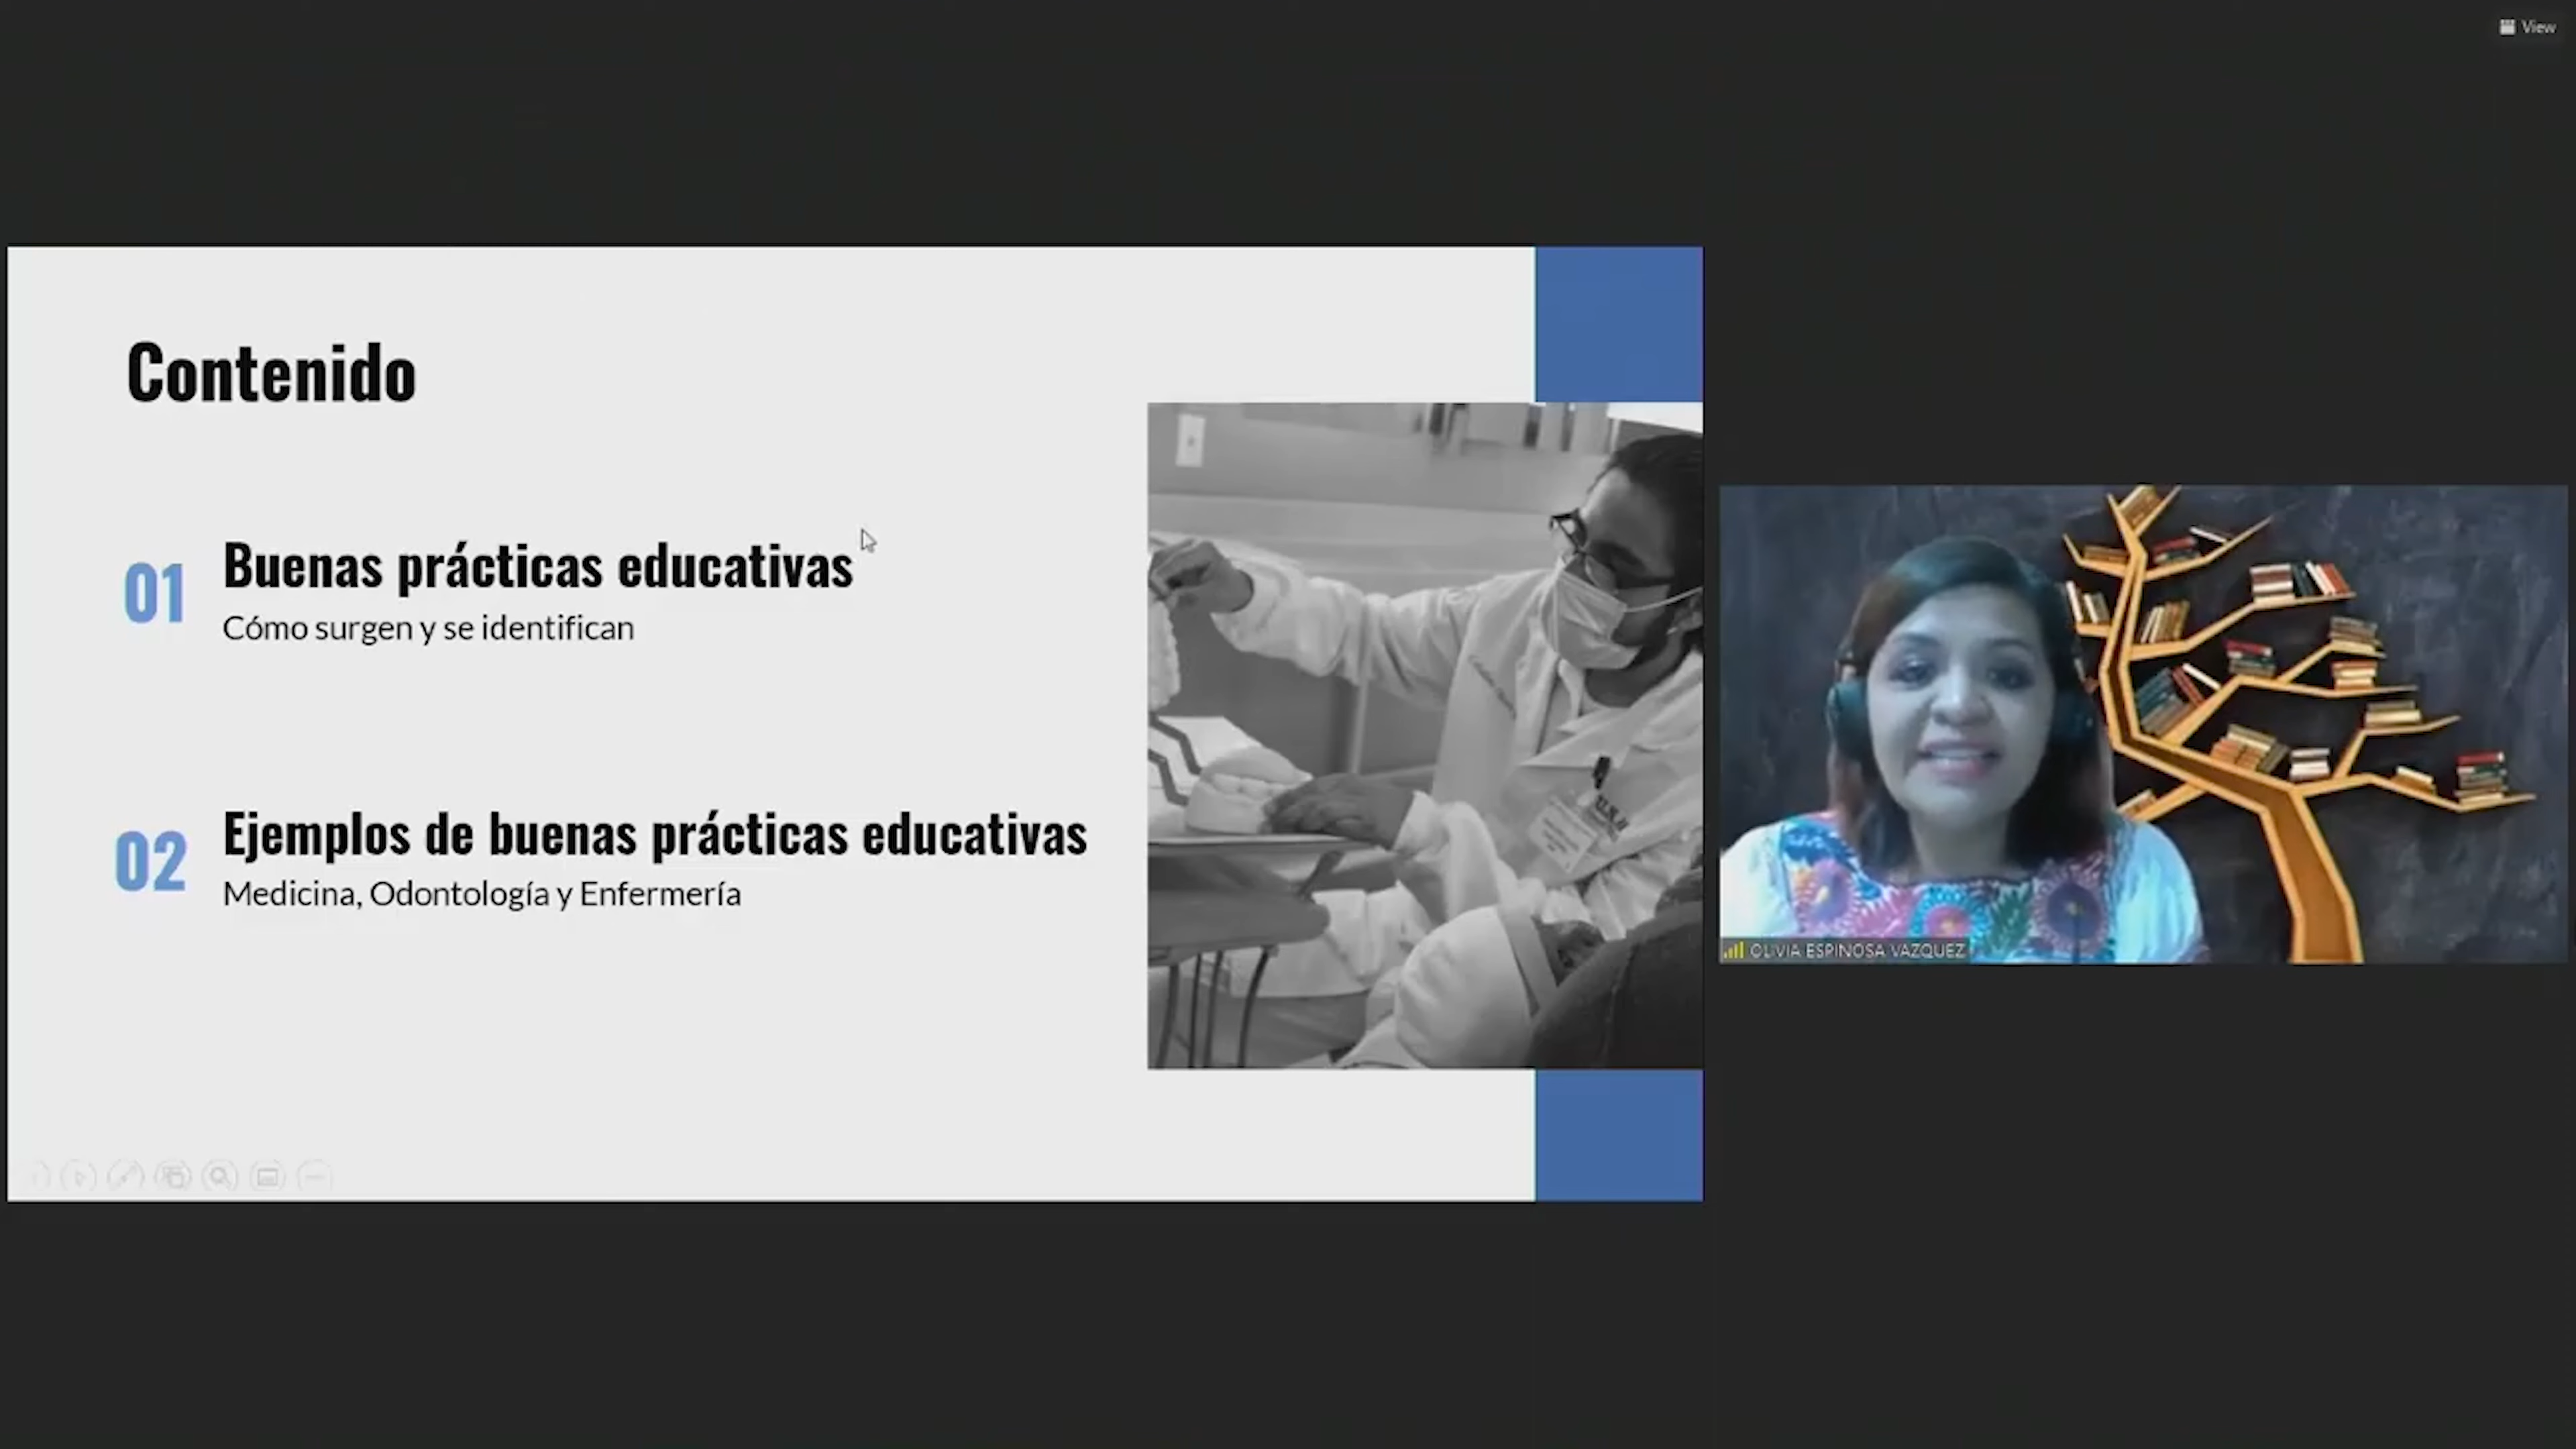 View
Contenido
01
Buenas prácticas educativas
Cómo surgen y se identifican
02
Ejemplos de buenas prácticas educativas
Medicina, Odontología y Enfermería
OLIVIA ESPINOSA VAZQUEZ